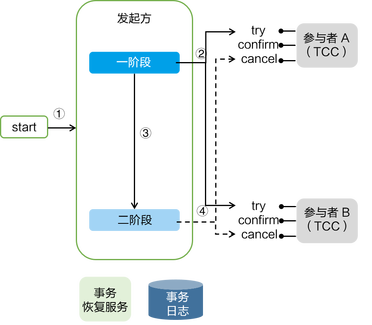 发起方
一阶段
②
try
confirm
cancel
参与者 A
（TCC）
①
start
③
二阶段
④
try
confirm
cancel
参与者 B
（TCC）
事务
恢复服务
事务
日志